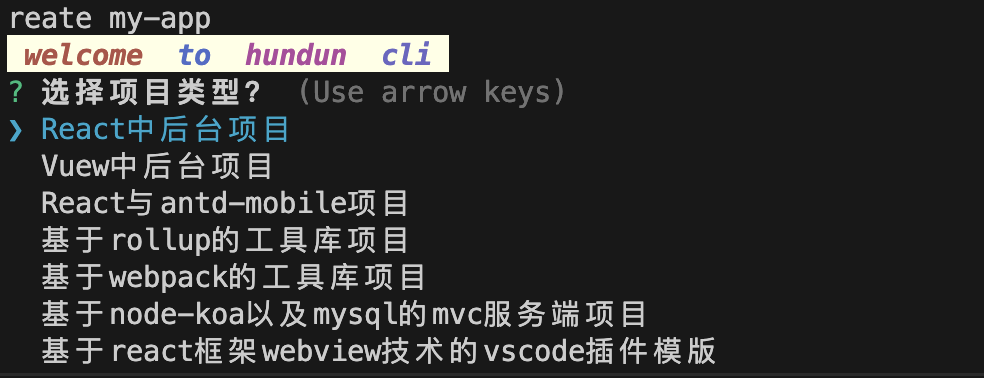 reate my-app
welcome to hundun cli
? 选择项目类型? (Use arrow keys)
❯ React中后台项目
Vuew中后台项目
React与antd-mobile项目
基于rollup的工具库项目
基于webpack的工具库项目
基于node-koa以及mysql的mvc服务端项目
基于react框架webview技术的vscode插件模版